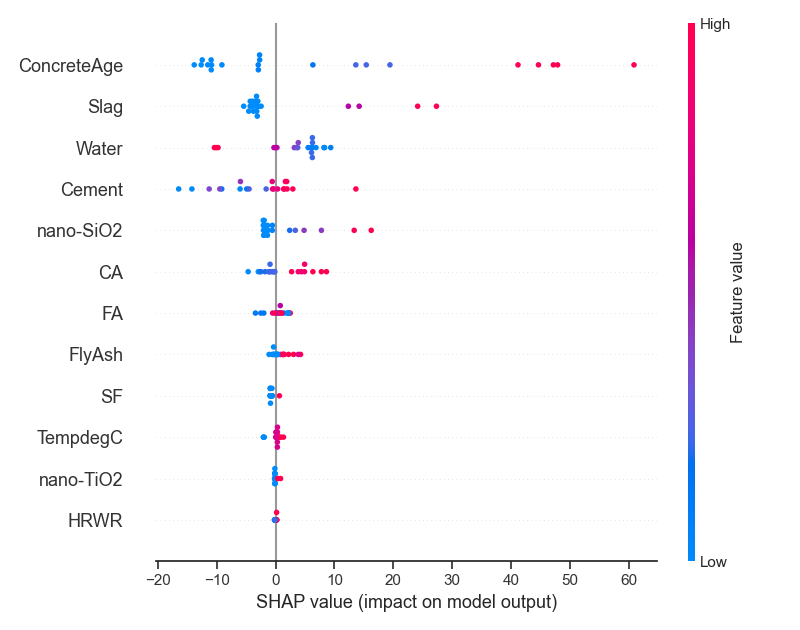 High
ConcreteAge
Slag
Water
Cement
nano-SiO2
CA
FA
FlyAsh
SF
TempdegC
nano-TiO2
HRWR
Feature value
Low
−20 −10 0 10 20 30 40 50 60
SHAP value (impact on model output)